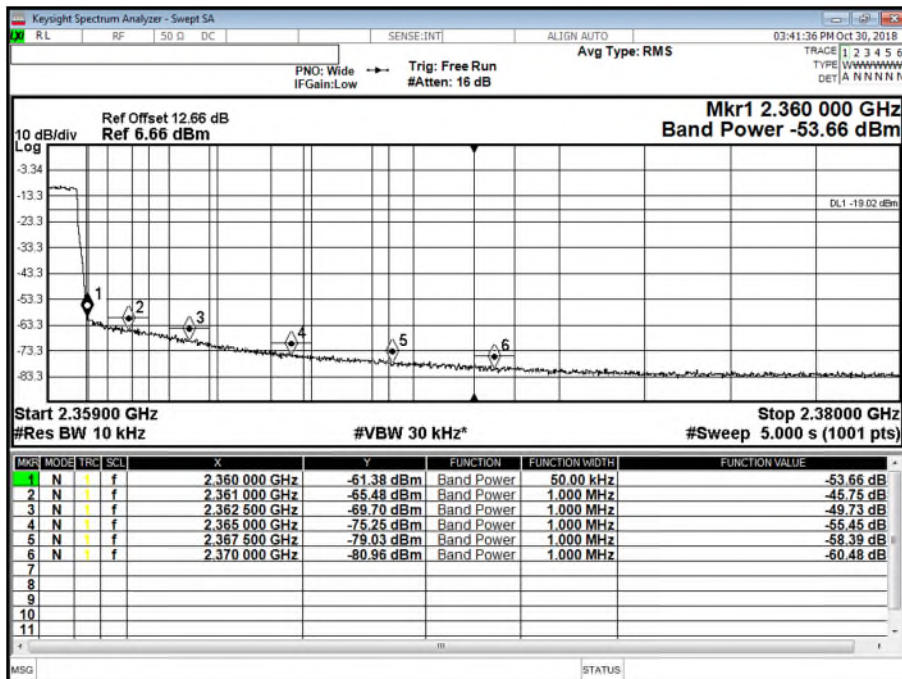 Keysight Spectrum Analyzer - Swept SA
LXI RL RF 50 Ω DC SENSE:INT ALIGN AUTO 03:41:36 PM Oct 30, 2018
Avg Type: RMS
TRACE 1 2 3 4 5 6
TYPE WWWWWW
DET A N N N N N
PNO: Wide Trig: Free Run
IFGain:Low #Atten: 16 dB
Mkr1 2.360 000 GHz
Band Power -53.66 dBm
Ref Offset 12.66 dB
10 dB/div Ref 6.66 dBm
Log
-3.34
-13.3
DL1 -19.02 dBm
-23.3
-33.3
-43.3
-53.3
-63.3
-73.3
-83.3
1
2
3
4
5
6
Start 2.35900 GHz Stop 2.38000 GHz
#Res BW 10 kHz #VBW 30 kHz* #Sweep 5.000 s (1001 pts)
MKR MODE TRC SCL X Y FUNCTION FUNCTION WIDTH FUNCTION VALUE
1 N 1 f 2.360 000 GHz -61.38 dBm Band Power 50.00 kHz -53.66 dB
2 N 1 f 2.361 000 GHz -65.48 dBm Band Power 1.000 MHz -45.75 dB
3 N 1 f 2.362 500 GHz -69.70 dBm Band Power 1.000 MHz -49.73 dB
4 N 1 f 2.365 000 GHz -75.25 dBm Band Power 1.000 MHz -55.45 dB
5 N 1 f 2.367 500 GHz -79.03 dBm Band Power 1.000 MHz -58.39 dB
6 N 1 f 2.370 000 GHz -80.96 dBm Band Power 1.000 MHz -60.48 dB
7
8
9
10
11
MSG STATUS